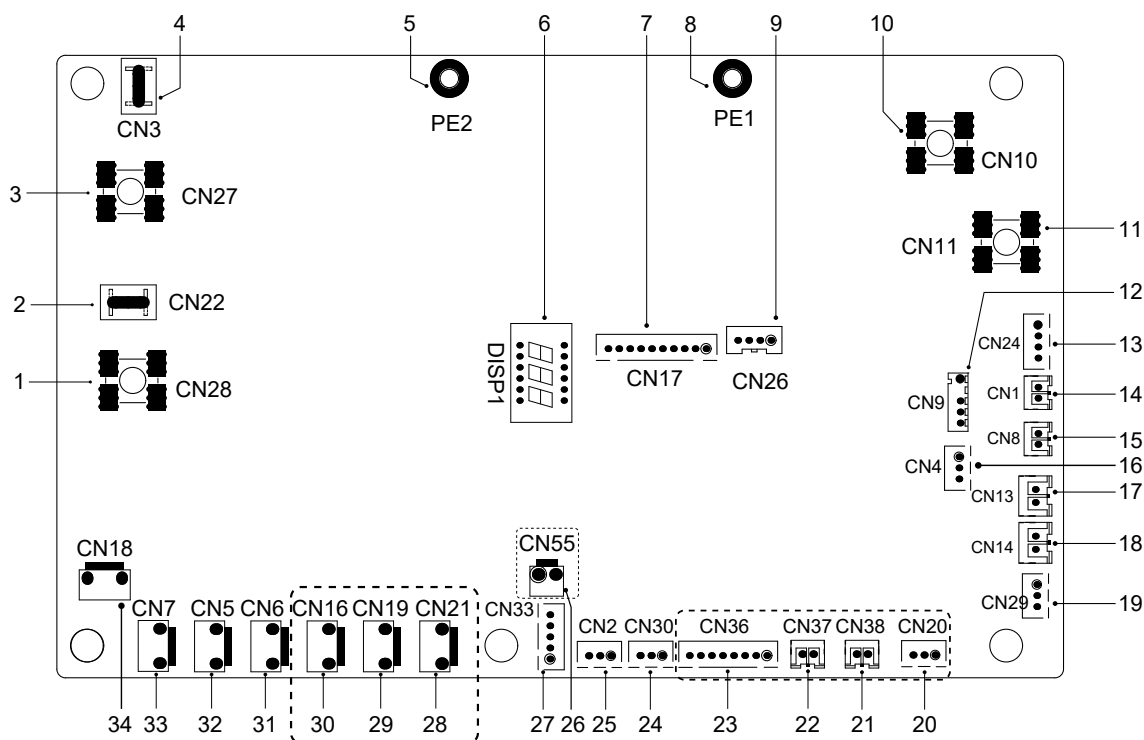 4 5 6 7 8 9 10
CN3 PE2 PE1
CN10
3 CN27
CN11 11
2 CN22
12
DISP1
CN24 13
1 CN28
CN17 CN26
CN9 CN1 14
CN8 15
CN4 16
CN13 17
CN14 18
CN18 CN55
CN29 19
CN7 CN5 CN6 CN16 CN19 CN21 CN33 CN2 CN30 CN36 CN37 CN38 CN20
34 33 32 31 30 29 28 27 26 25 24 23 22 21 20